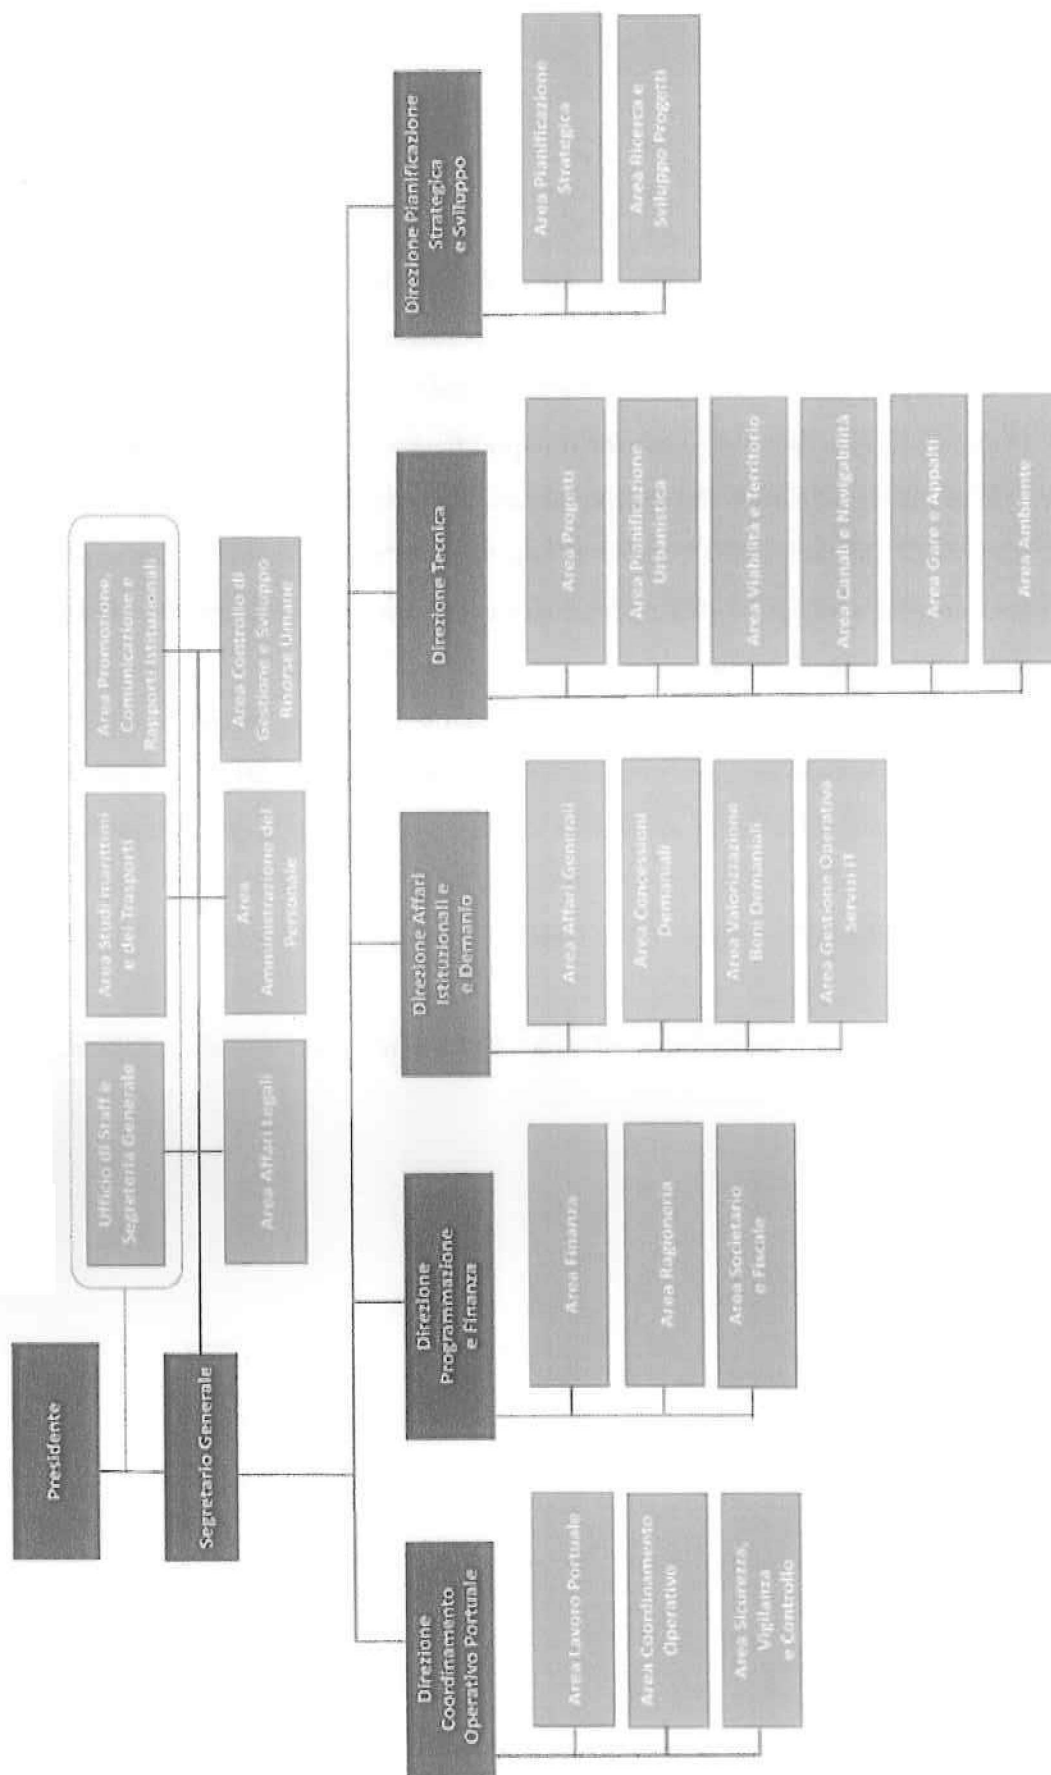 Presidente
Segretario Generale
Ufficio di Staff e
Segreteria Generale
Area Studi marittimi
e dei Trasporti
Area Promozione,
Comunicazione e
Rapporti Istituzionali
Area Affari Legali
Area
Amministrazione del
Personale
Area Controllo di
Gestione e Sviluppo
Risorse Umane
Direzione
Coordinamento
Operativo Portuale
Area Lavoro Portuale
Area Coordinamento
Operativo
Area Sicurezza,
Vigilanza
e Controllo
Direzione
Programmazione
e Finanza
Area Finanza
Area Ragioneria
Area Societario
e Fiscale
Direzione Affari
Istituzionali e
e Demanio
Area Affari Generali
Area Concessioni
Demaniali
Area Valorizzazione
Beni Demaniali
Area Gestione Operativa
Servizi IT
Direzione Tecnica
Area Progetti
Area Pianificazione
Urbanistica
Area Viabilità e Territorio
Area Canali e Navigabilità
Area Gare e Appalti
Area Ambiente
Direzione Pianificazione
Strategica
e Sviluppo
Area Pianificazione
Strategica
Area Ricerca e
Sviluppo Progetti